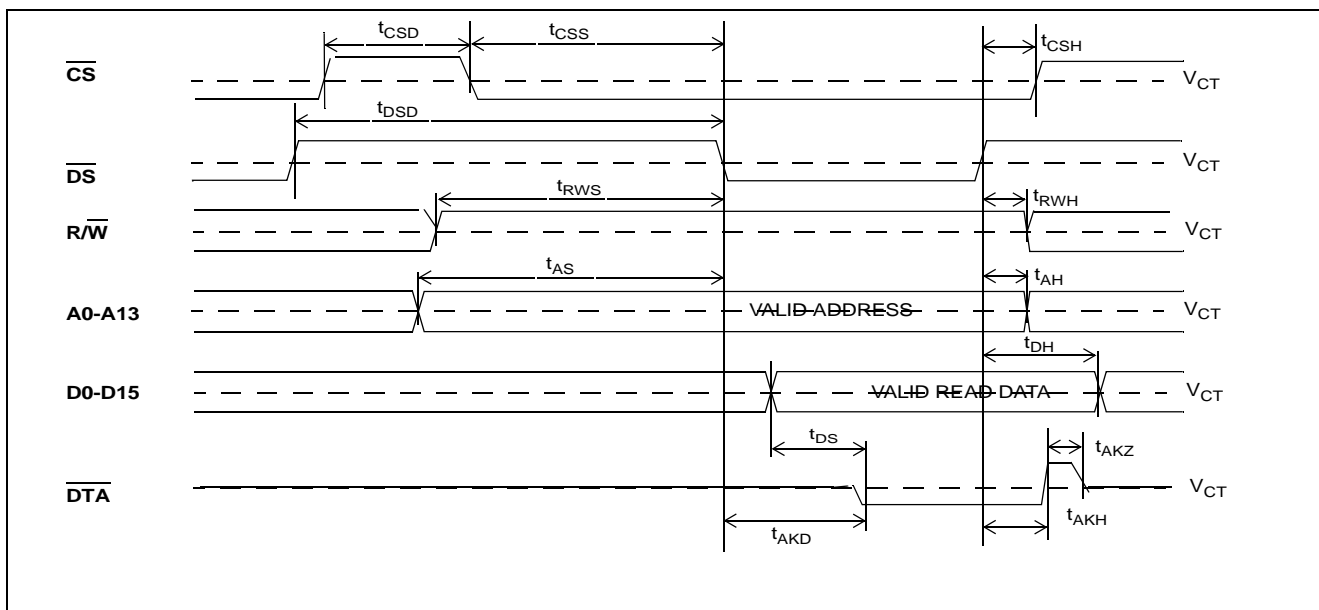 tCSD
tCSS
tCSH
CS
VCT
tDSD
DS
VCT
tRWS
tRWH
R/W
VCT
tAS
tAH
A0-A13
VALID ADDRESS
VCT
tDH
D0-D15
VALID READ DATA
VCT
tDS
tAKZ
DTA
VCT
tAKD
tAKH